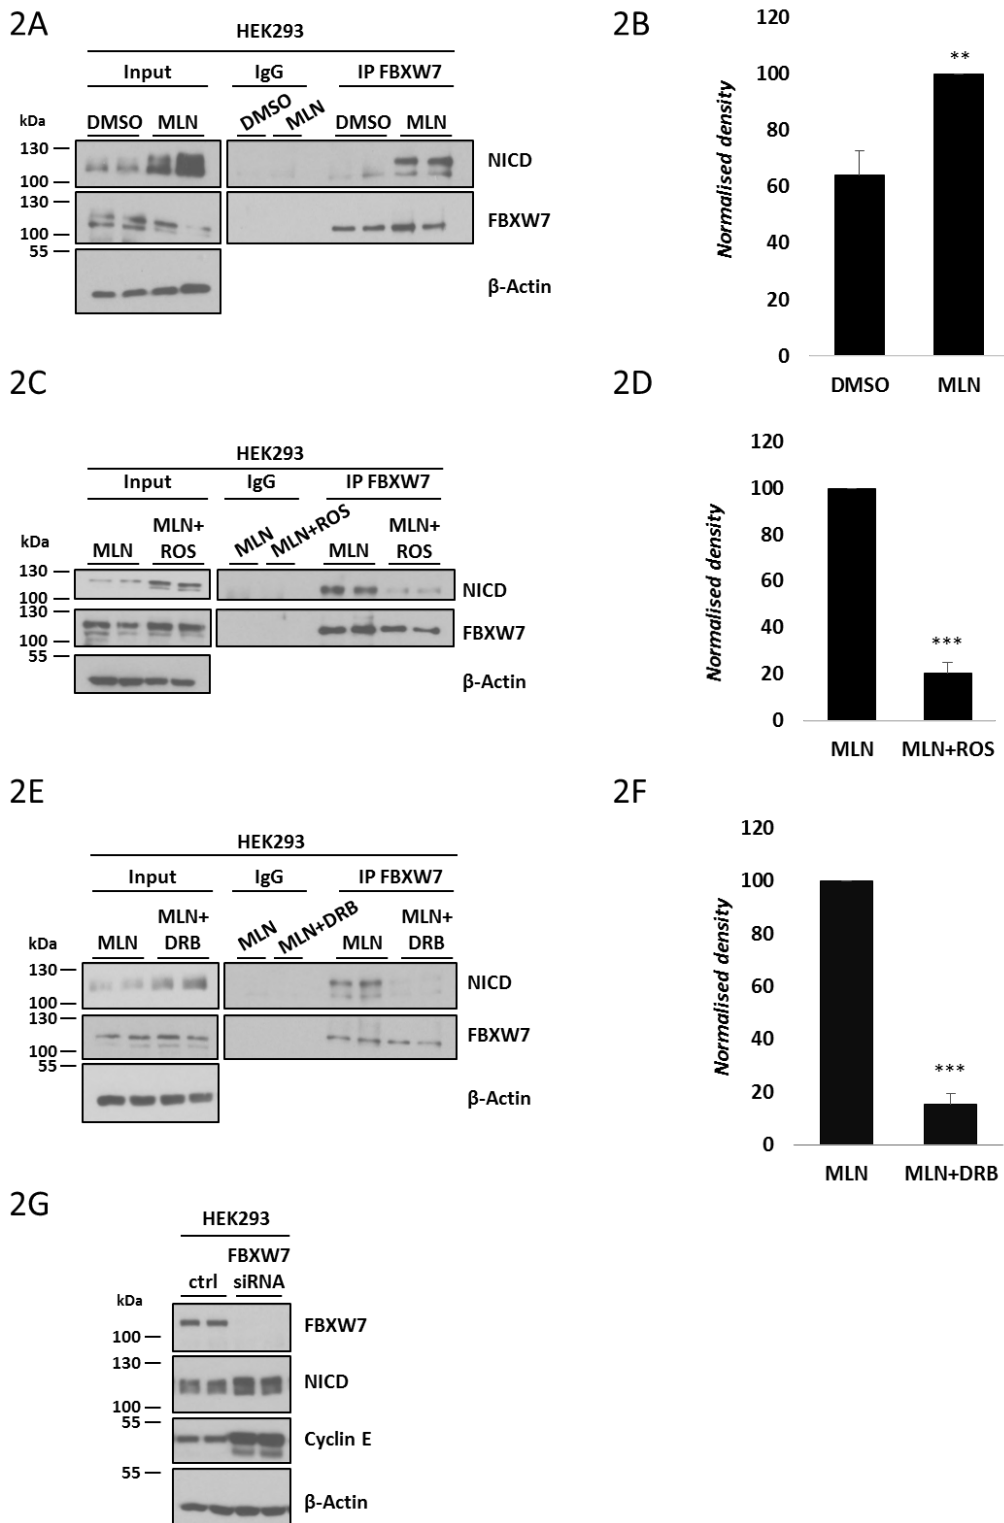 2A
HEK293
Input IgG IP FBXW7
kDa DMSO MLN DMSO MLN DMSO MLN
130
100
NICD
130
100
FBXW7
55
β-Actin
2B
120
100
80
60
40
20
0
Normalised density
**
DMSO MLN
2C
HEK293
Input IgG IP FBXW7
kDa MLN MLN+ ROS MLN MLN+ROS MLN MLN+ ROS
130
100
NICD
130
100
FBXW7
55
β-Actin
2D
120
100
80
60
40
20
0
Normalised density
***
MLN MLN+ROS
2E
HEK293
Input IgG IP FBXW7
kDa MLN MLN+ DRB MLN MLN+DRB MLN MLN+ DRB
130
100
NICD
130
100
FBXW7
55
β-Actin
2F
120
100
80
60
40
20
0
Normalised density
***
MLN MLN+DRB
2G
HEK293
FBXW7
ctrl siRNA
kDa
100
FBXW7
130
100
NICD
55
Cyclin E
55
β-Actin